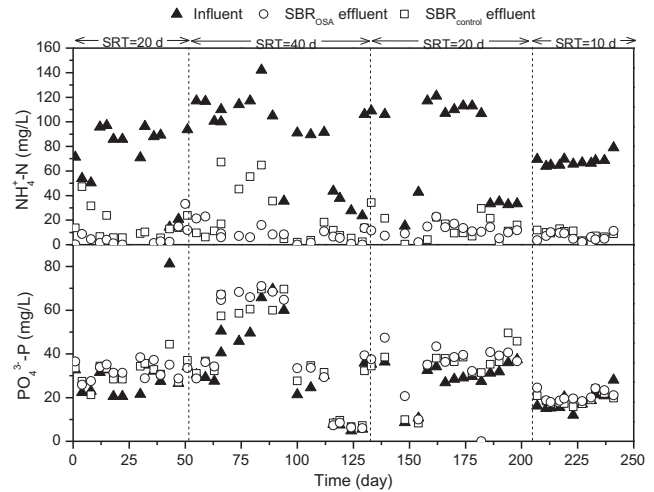 Influent SBR_OSA effluent SBR_control effluent
SRT=20 d SRT=40 d SRT=20 d SRT=10 d
NH₄⁺-N (mg/L)
160
140
120
100
80
60
40
20
0
PO₄³-P (mg/L)
80
60
40
20
0
0 25 50 75 100 125 150 175 200 225 250
Time (day)